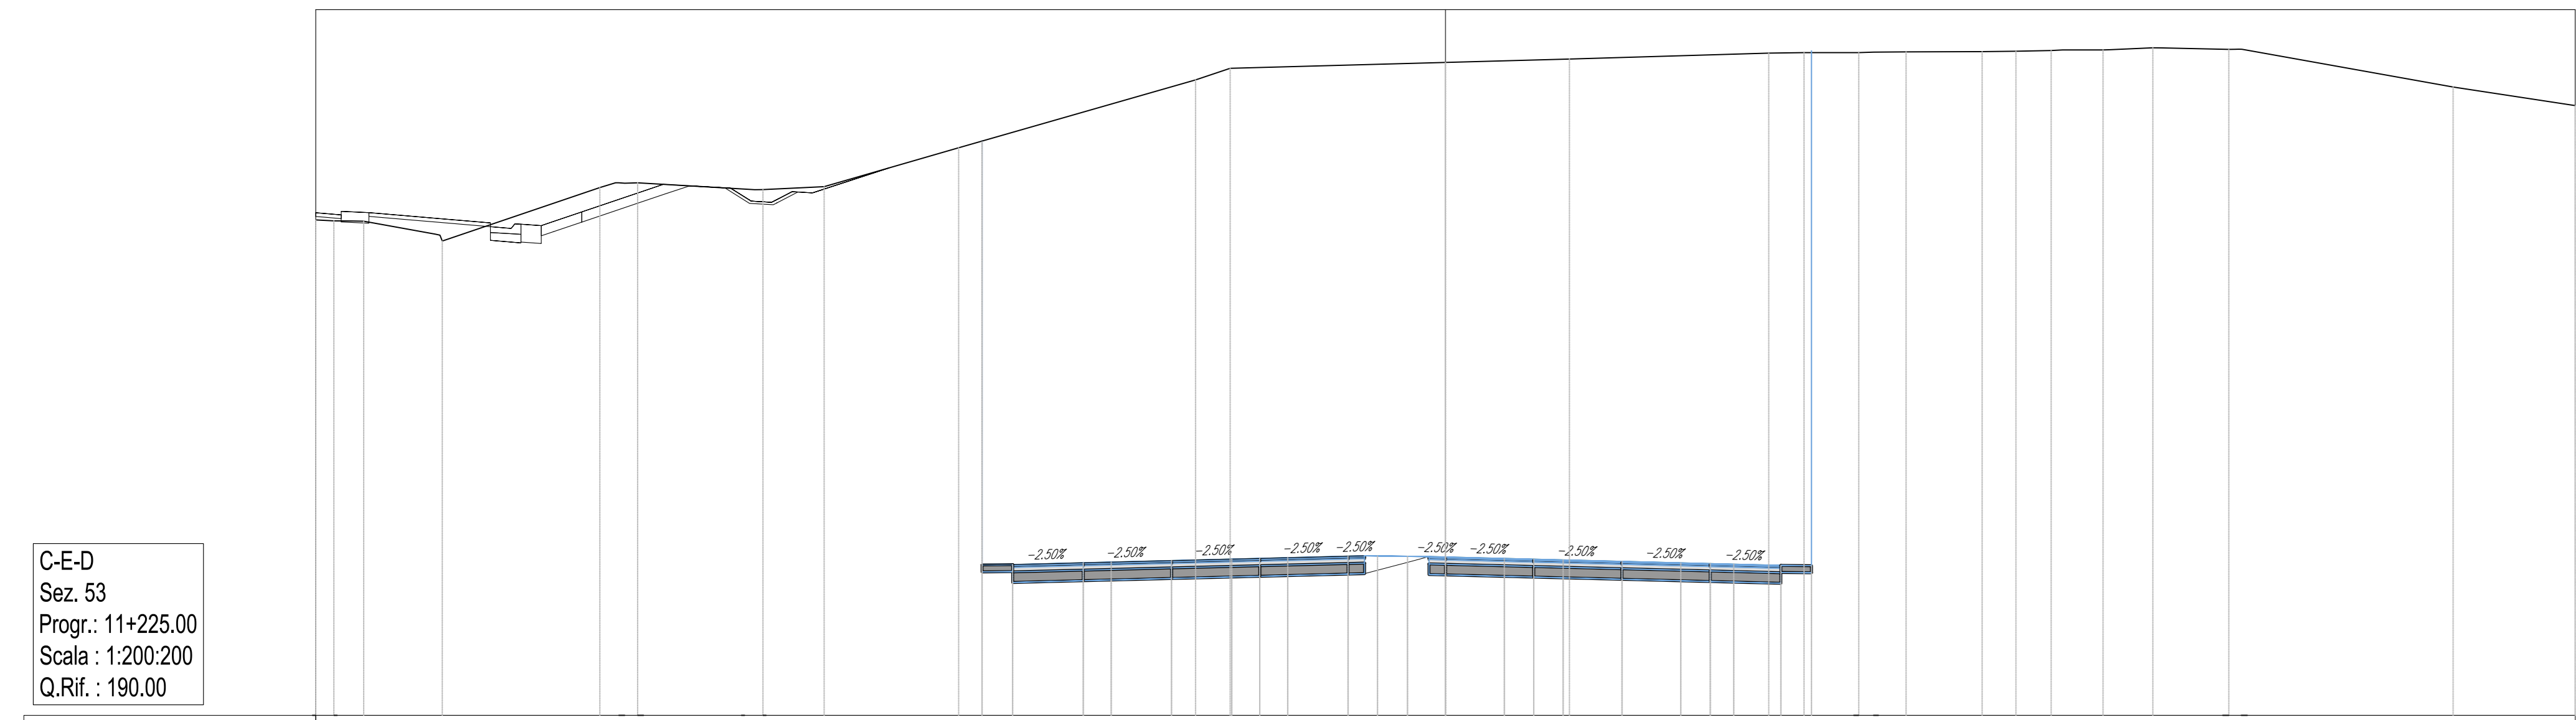 -2.50% -2.50% -2.50% -2.50% -2.50% -2.50% -2.50% -2.50% -2.50% -2.50%
C-E-D
Sez. 53
Progr.: 11+225.00
Scala : 1:200:200
Q.Rif. : 190.00